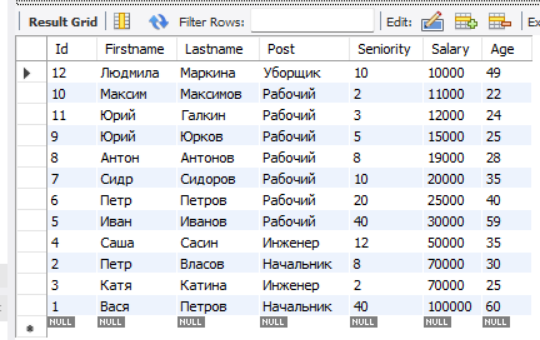 Result Grid Filter Rows: Edit: Ex
Id Firstname Lastname Post Seniority Salary Age
12 Людмила Маркина Уборщик 10 10000 49
10 Максим Максимов Рабочий 2 11000 22
11 Юрий Галкин Рабочий 3 12000 24
9 Юрий Юрков Рабочий 5 15000 25
8 Антон Антонов Рабочий 8 19000 28
7 Сидр Сидоров Рабочий 10 20000 35
6 Петр Петров Рабочий 20 25000 40
5 Иван Иванов Рабочий 40 30000 59
4 Саша Сасин Инженер 12 50000 35
2 Петр Власов Начальник 8 70000 30
3 Катя Катина Инженер 2 70000 25
1 Вася Петров Начальник 40 100000 60
NULL NULL NULL NULL NULL NULL NULL